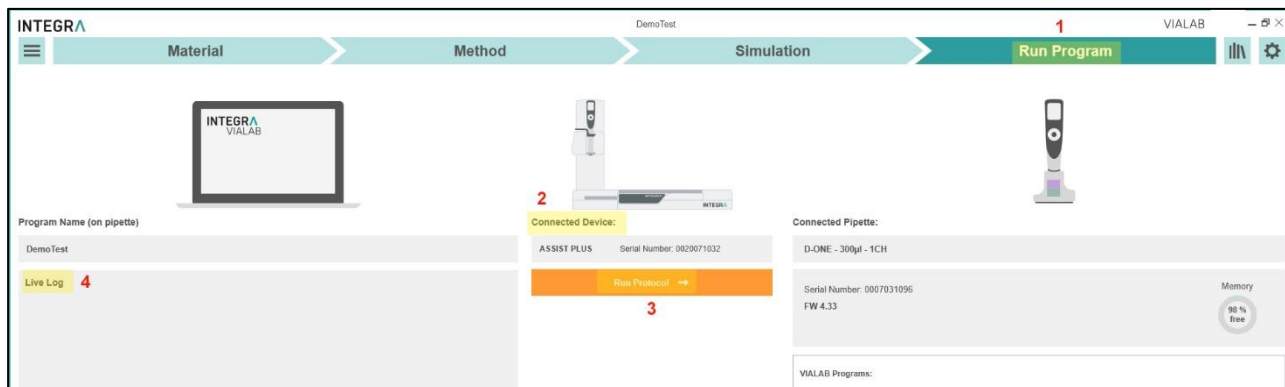 INTEGRA
DemoTest
1
VIALAB
Material
Method
Simulation
Run Program
INTEGRA
VIALAB
INTEGRA
2
Program Name (on pipette)
Connected Device:
Connected Pipette:
DemoTest
ASSIST PLUS Serial Number: 0020071032
D-ONE - 300µl - 1CH
Live Log 4
Run Protocol →
3
Serial Number: 0007031096
FW 4.33
Memory
98 %
free
VIALAB Programs: